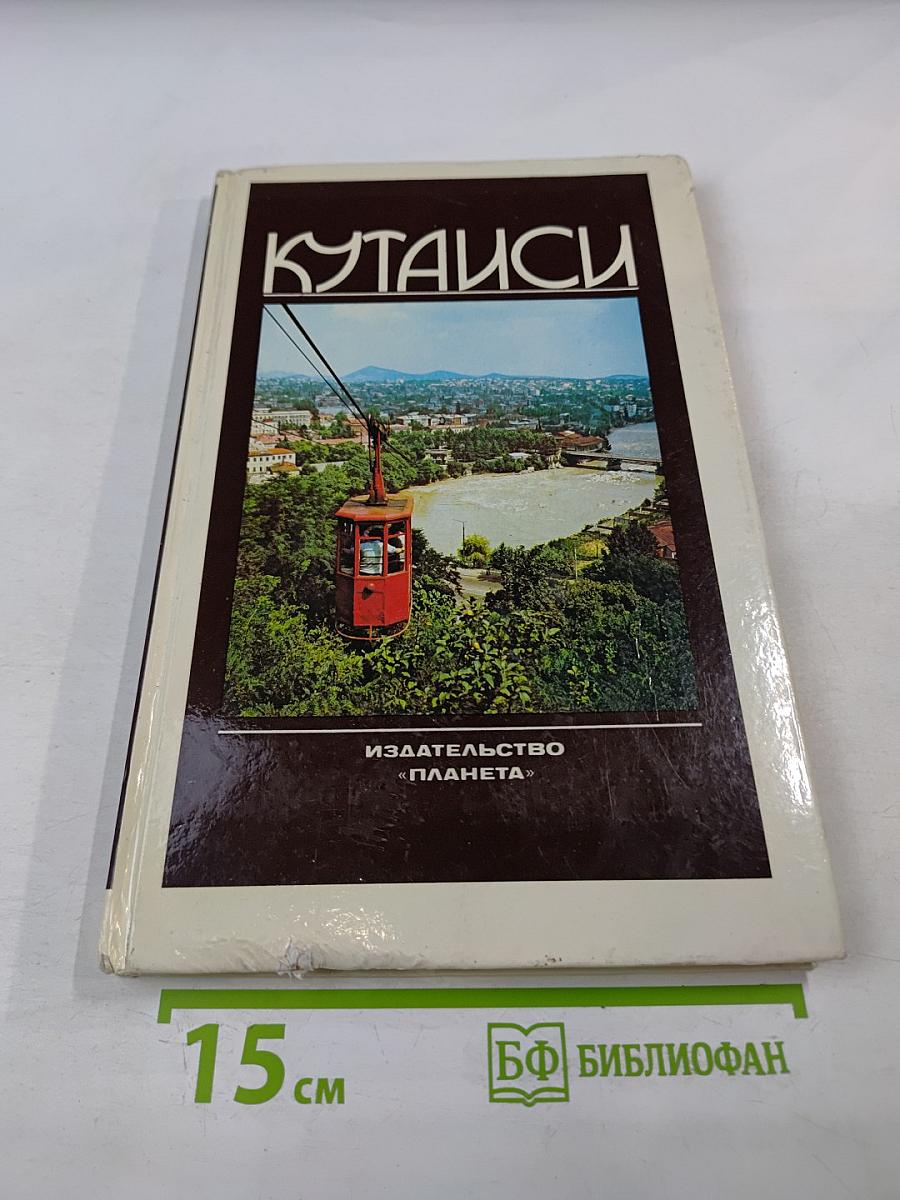 КУТАИСИ
ИЗДАТЕЛЬСТВО
«ПЛАНЕТА»
15 см
БФ БИБЛИОФАН